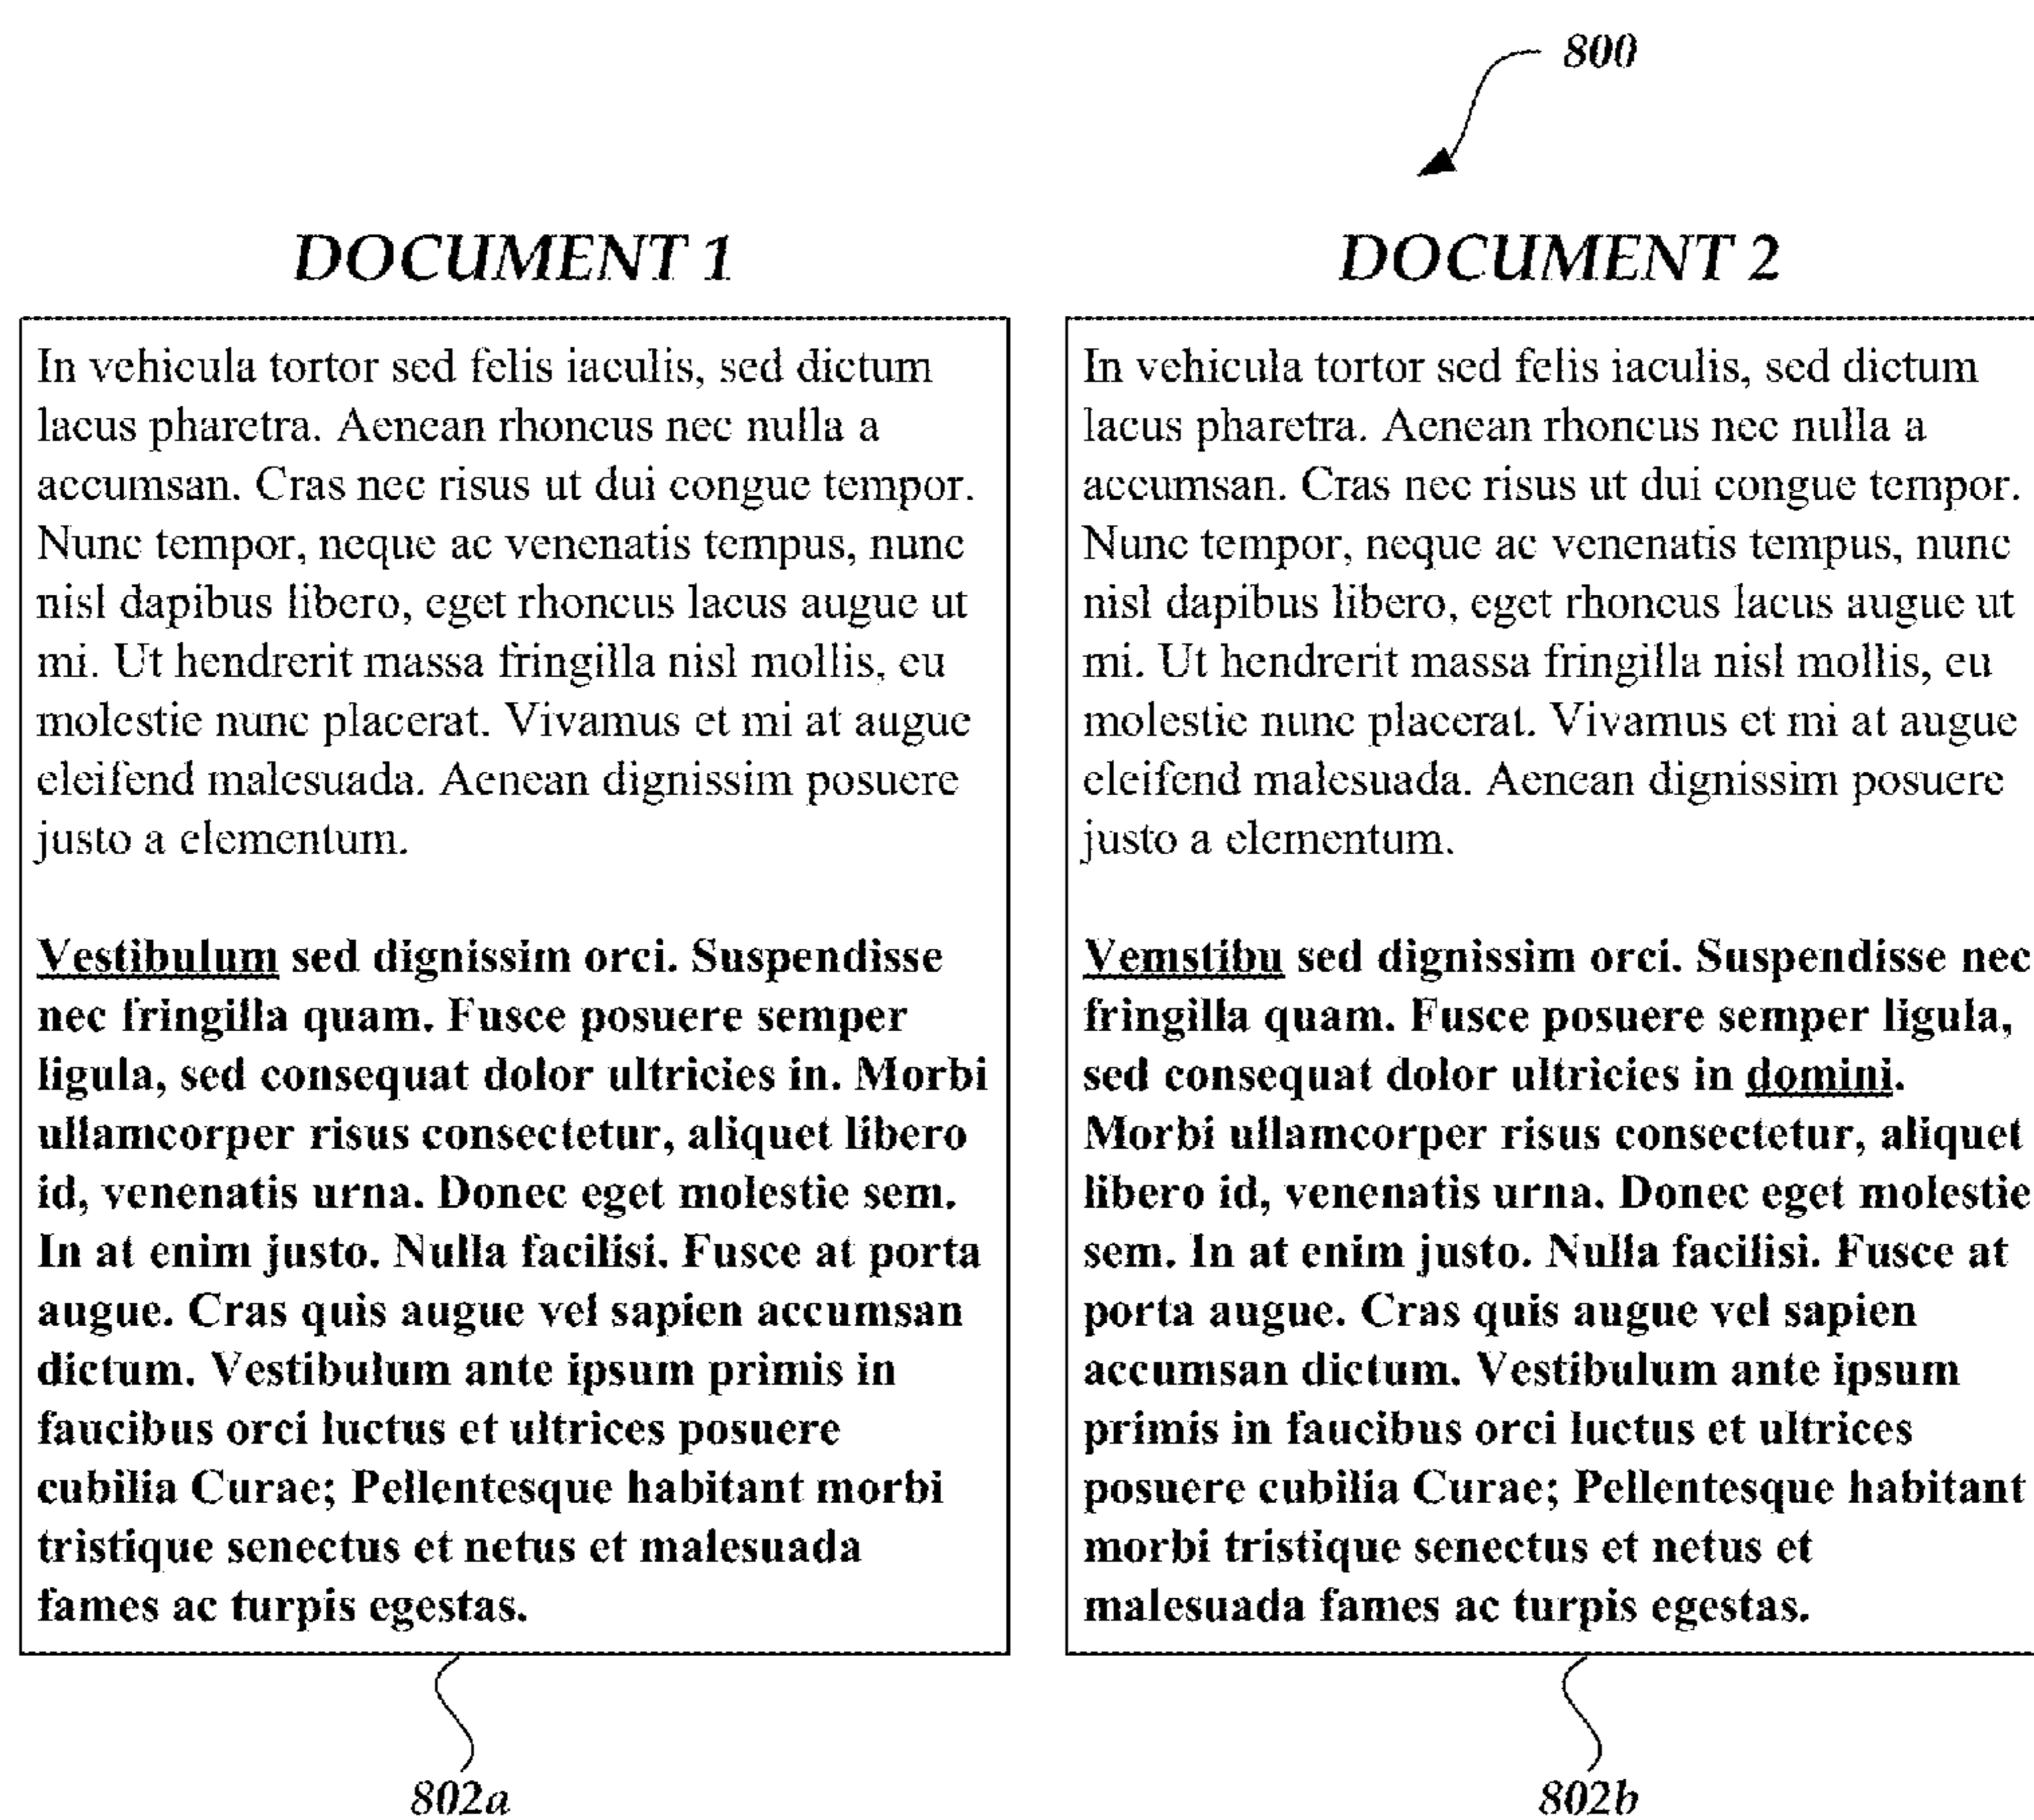 800
DOCUMENT 1
In vehicula tortor sed felis iaculis, sed dictum
lacus pharetra. Aenean rhoncus nec nulla a
accumsan. Cras nec risus ut dui congue tempor.
Nunc tempor, neque ac venenatis tempus, nunc
nisl dapibus libero, eget rhoncus lacus augue ut
mi. Ut hendrerit massa fringilla nisl mollis, eu
molestie nunc placerat. Vivamus et mi at augue
eleifend malesuada. Aenean dignissim posuere
justo a elementum.
Vestibulum sed dignissim orci. Suspendisse
nec fringilla quam. Fusce posuere semper
ligula, sed consequat dolor ultricies in. Morbi
ullamcorper risus consectetur, aliquet libero
id, venenatis urna. Donec eget molestie sem.
In at enim justo. Nulla facilisi. Fusce at porta
augue. Cras quis augue vel sapien accumsan
dictum. Vestibulum ante ipsum primis in
faucibus orci luctus et ultrices posuere
cubilia Curae; Pellentesque habitant morbi
tristique senectus et netus et malesuada
fames ac turpis egestas.
802a
DOCUMENT 2
In vehicula tortor sed felis iaculis, sed dictum
lacus pharetra. Aenean rhoncus nec nulla a
accumsan. Cras nec risus ut dui congue tempor.
Nunc tempor, neque ac venenatis tempus, nunc
nisl dapibus libero, eget rhoncus lacus augue ut
mi. Ut hendrerit massa fringilla nisl mollis, eu
molestie nunc placerat. Vivamus et mi at augue
eleifend malesuada. Aenean dignissim posuere
justo a elementum.
Vemstibu sed dignissim orci. Suspendisse nec
fringilla quam. Fusce posuere semper ligula,
sed consequat dolor ultricies in domini.
Morbi ullamcorper risus consectetur, aliquet
libero id, venenatis urna. Donec eget molestie
sem. In at enim justo. Nulla facilisi. Fusce at
porta augue. Cras quis augue vel sapien
accumsan dictum. Vestibulum ante ipsum
primis in faucibus orci luctus et ultrices
posuere cubilia Curae; Pellentesque habitant
morbi tristique senectus et netus et
malesuada fames ac turpis egestas.
802b